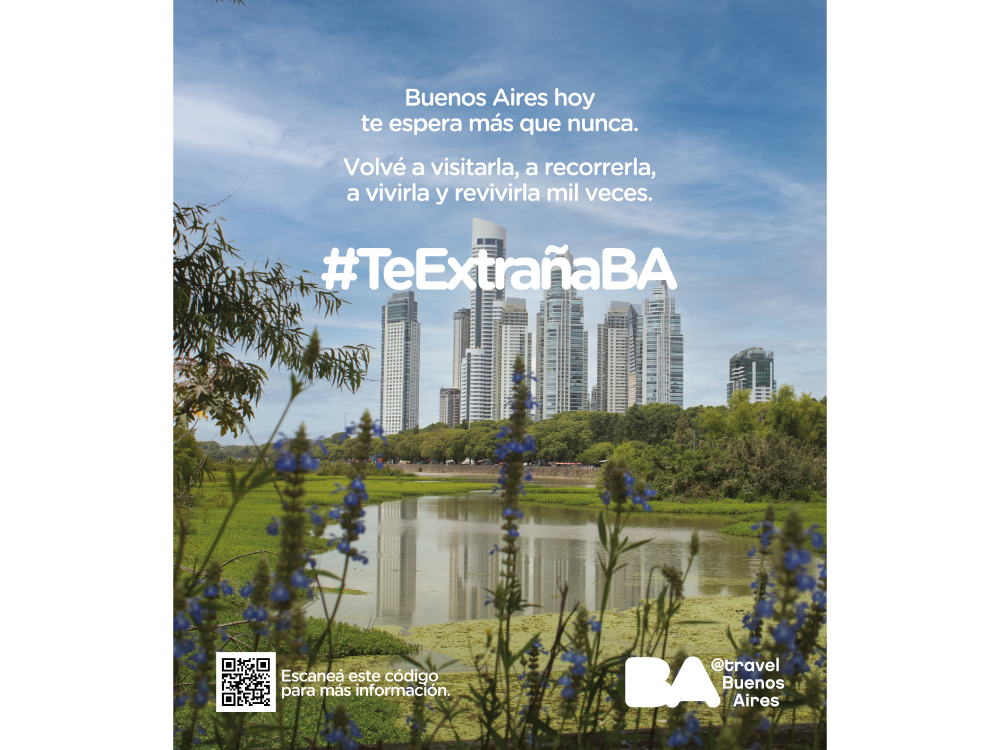 Buenos Aires hoy
te espera más que nunca.
Volvé a visitarla, a recorrerla,
a vivirla y revivirla mil veces.
#TeExtrañaBA
Escaneá este código
para más información.
BA
@travel
Buenos
Aires